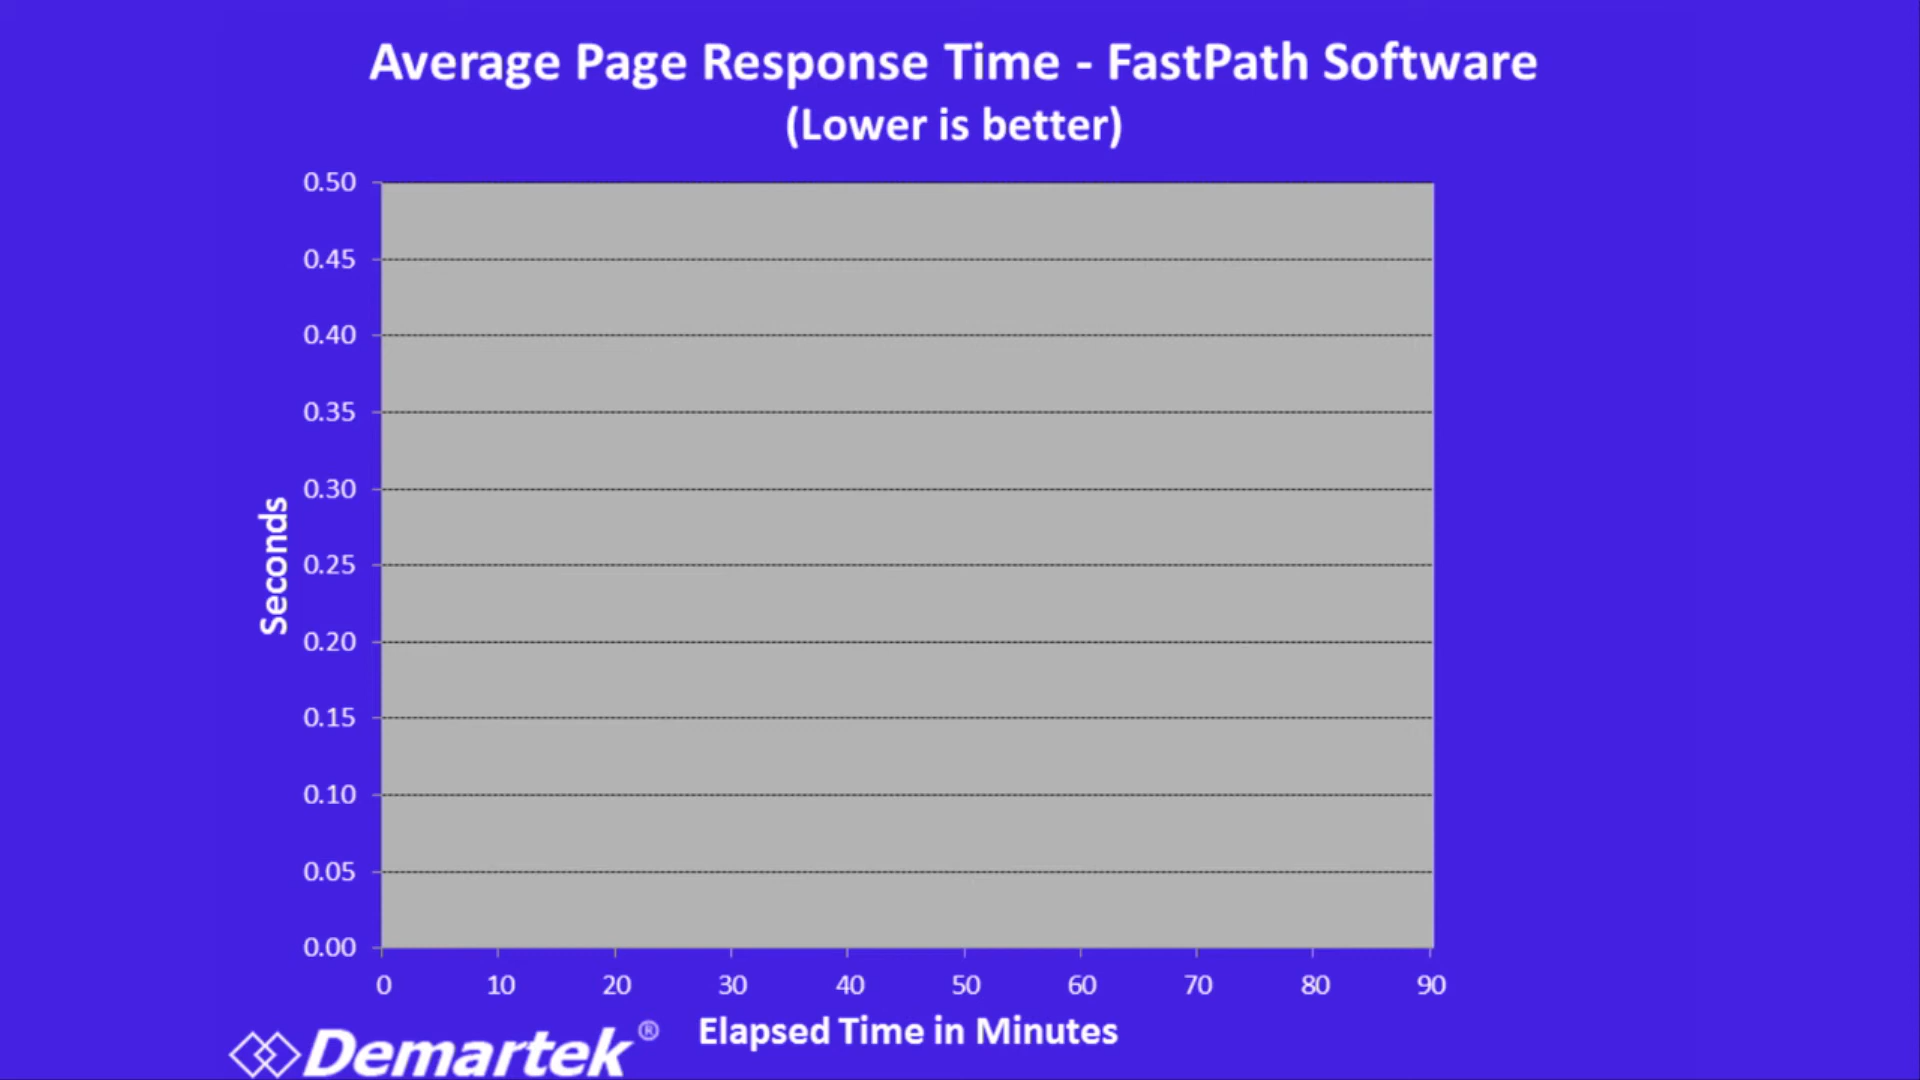 Average Page Response Time - FastPath Software
(Lower is better)
0.50
0.45
0.40
0.35
0.30
0.25
0.20
0.15
0.10
0.05
0.00
Seconds
0 10 20 30 40 50 60 70 80 90
Elapsed Time in Minutes
Demartek®